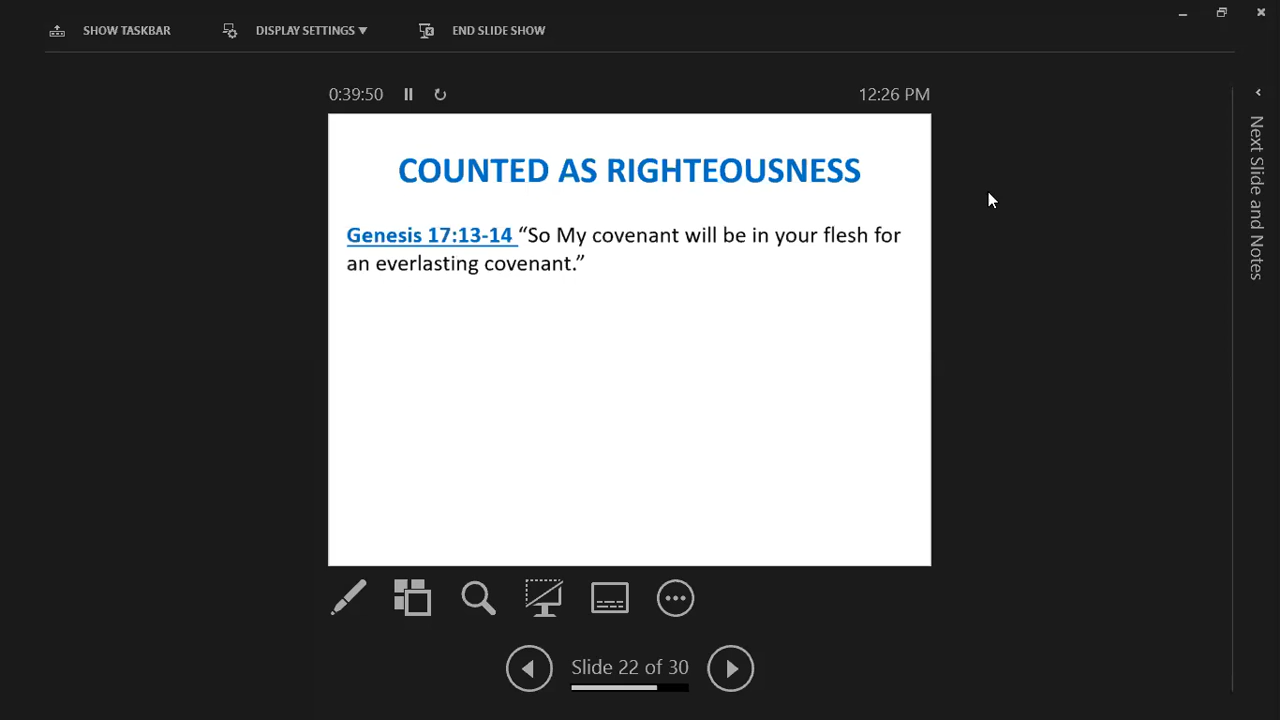 SHOW TASKBAR
DISPLAY SETTINGS ▼
END SLIDE SHOW
0:39:50
12:26 PM
COUNTED AS RIGHTEOUSNESS
Genesis 17:13-14 “So My covenant will be in your flesh for
an everlasting covenant.”
Next Slide and Notes
Slide 22 of 30